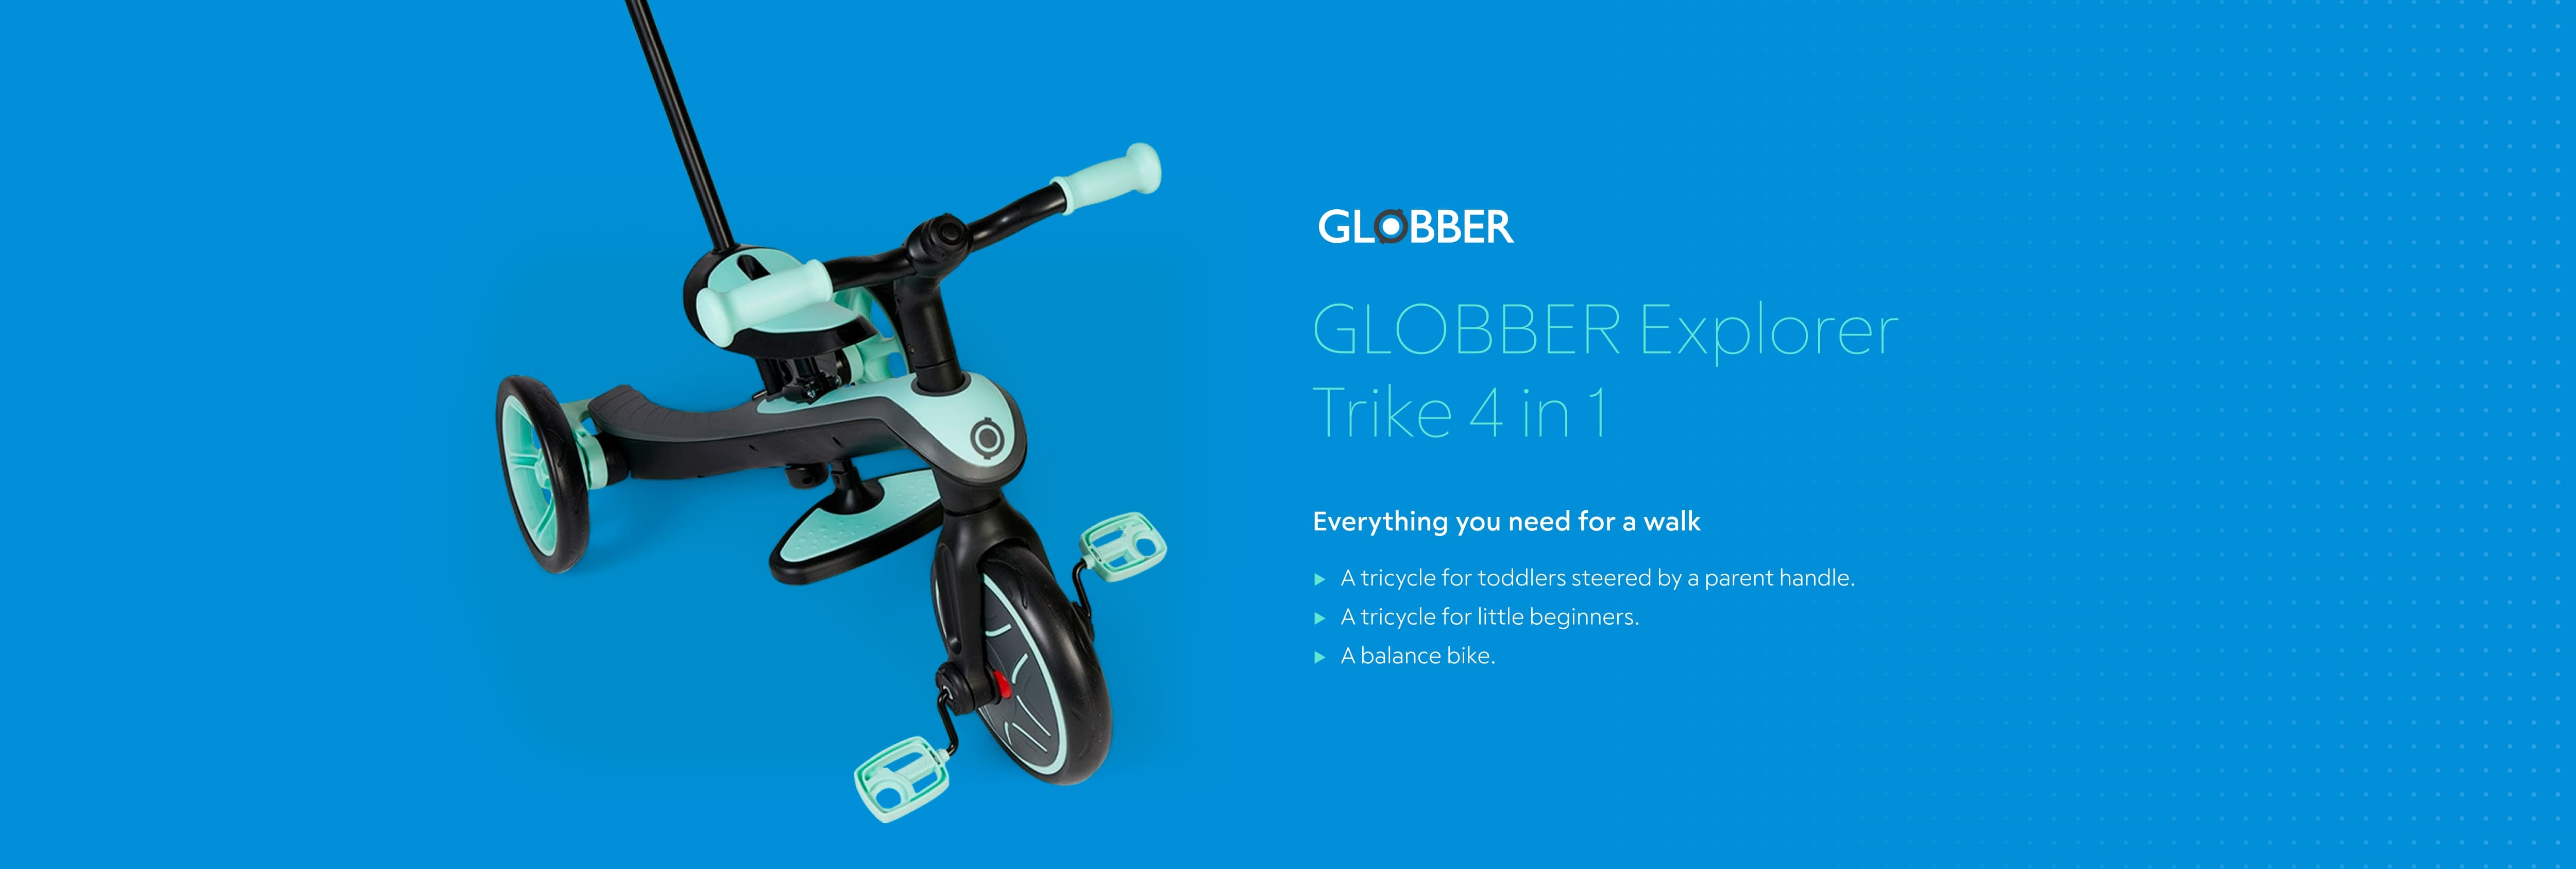 GLOBBER
GLOBBER Explorer
Trike 4 in 1
Everything you need for a walk
A tricycle for toddlers steered by a parent handle.
A tricycle for little beginners.
A balance bike.